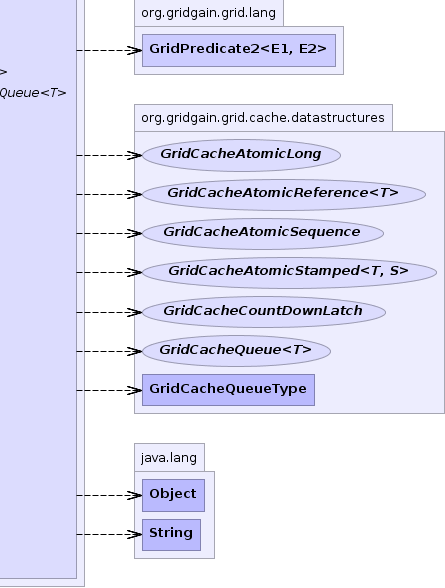 org.gridgain.grid.lang
GridPredicate2<E1, E2>
>
Queue<T>
org.gridgain.grid.cache.datastructures
GridCacheAtomicLong
GridCacheAtomicReference<T>
GridCacheAtomicSequence
GridCacheAtomicStamped<T, S>
GridCacheCountDownLatch
GridCacheQueue<T>
GridCacheQueueType
java.lang
Object
String